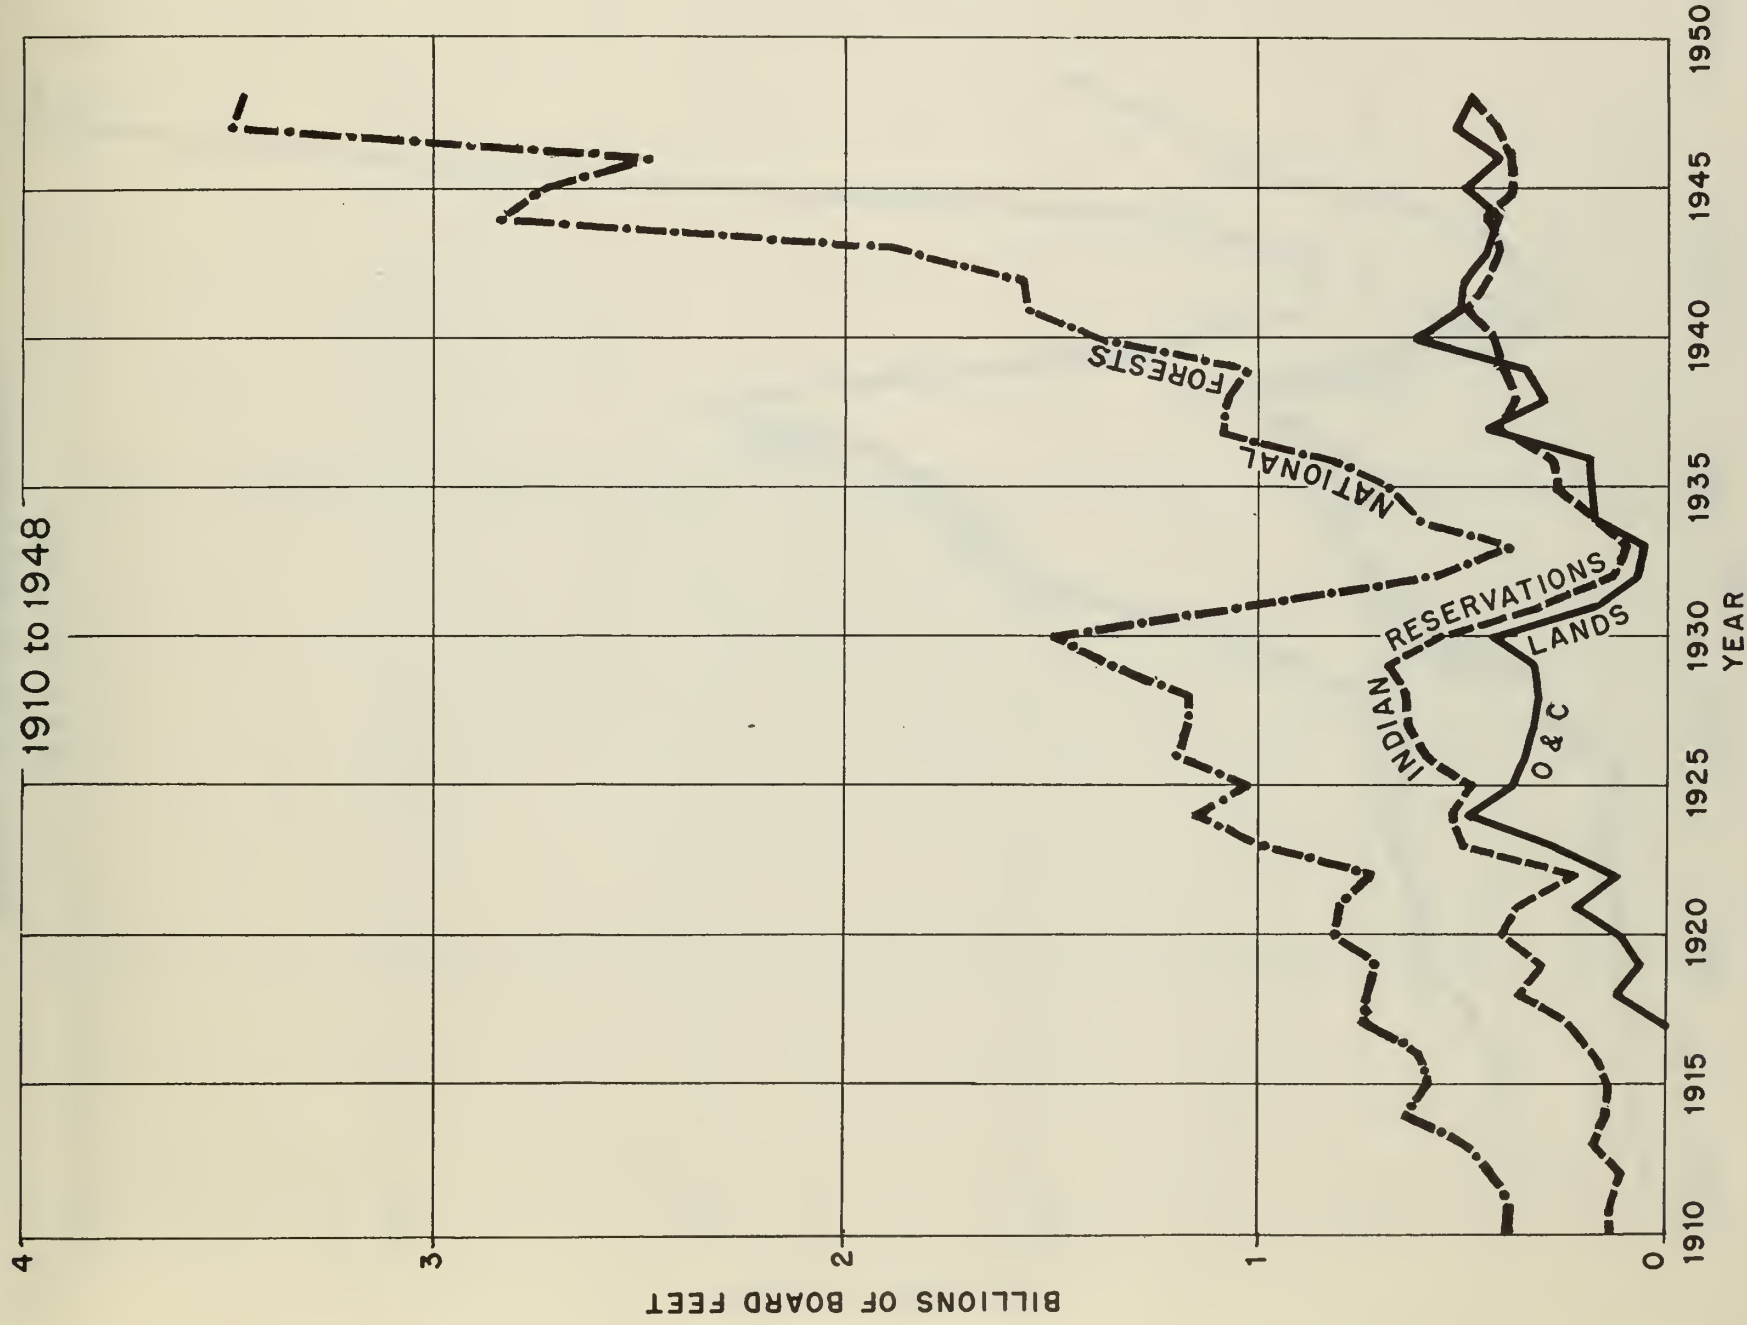 1910 to 1948
4
3
2
1
0
BILLIONS OF BOARD FEET
NATIONAL FORESTS
INDIAN RESERVATIONS
O & C LANDS
1910 1915 1920 1925 1930 1935 1940 1945 1950
YEAR